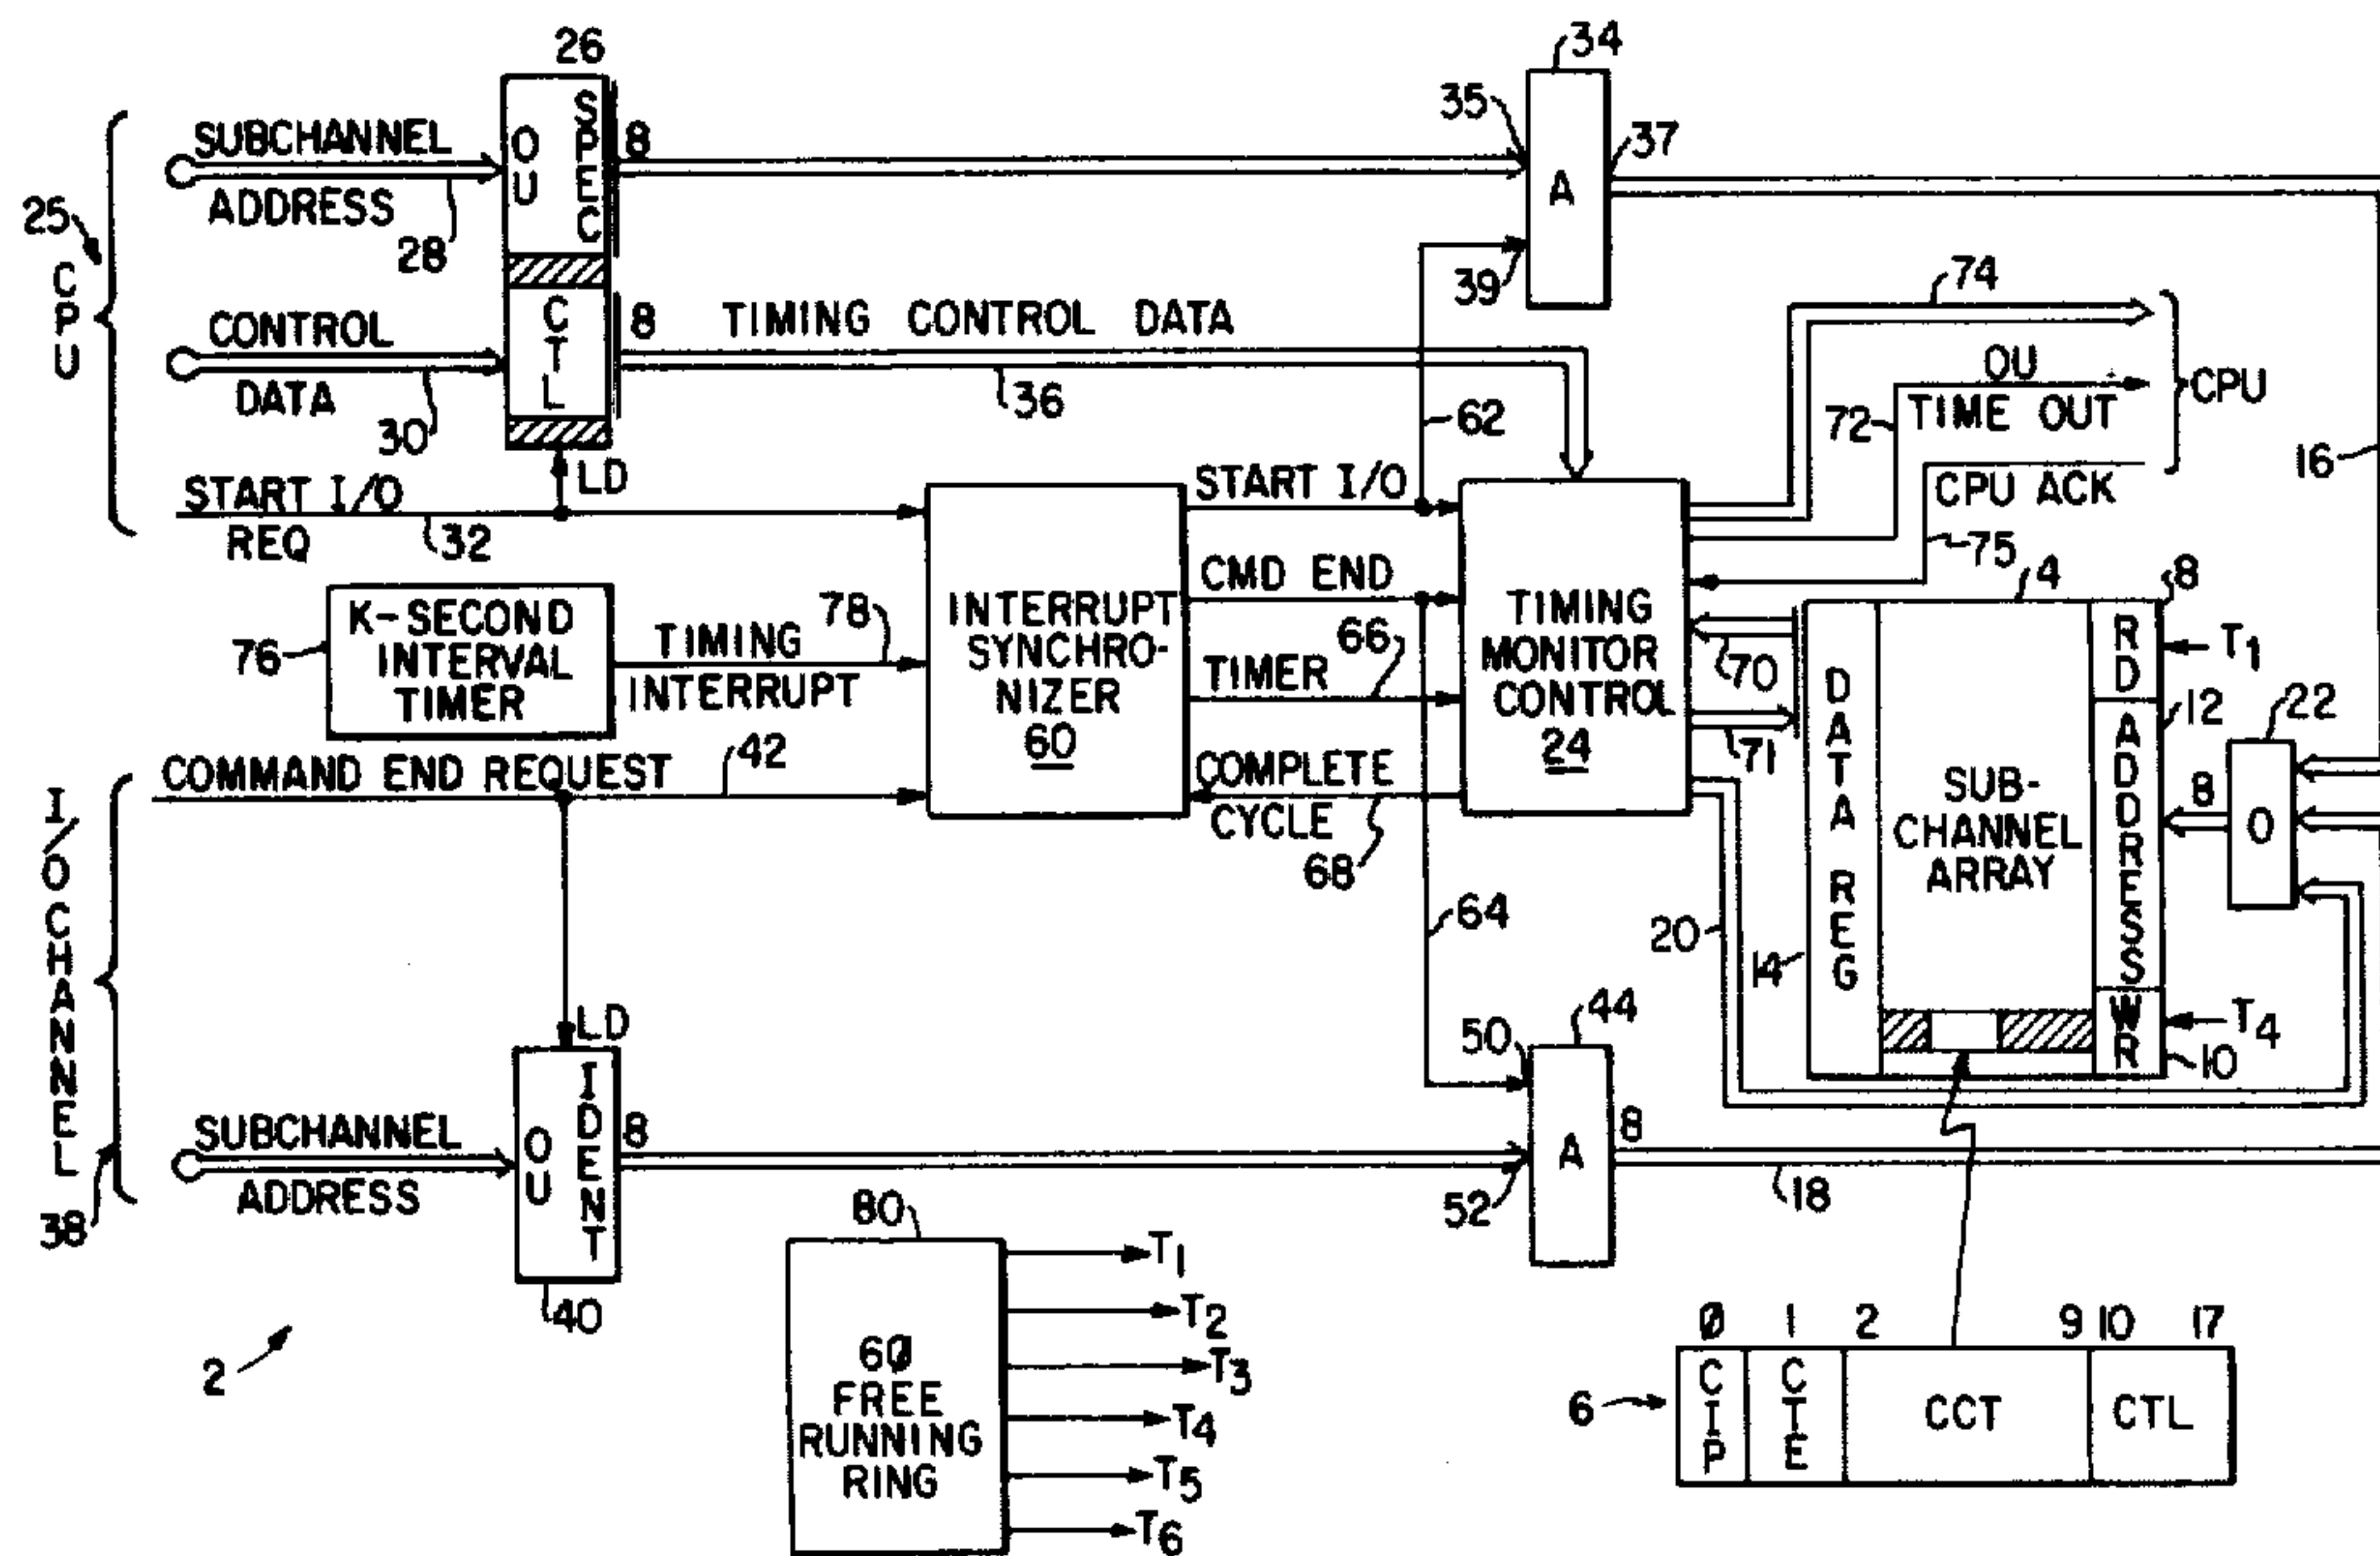 26
34
25
CPU
SUBCHANNEL
ADDRESS
28
OU
SPEC
8
35
A
37
39
CONTROL
DATA
30
CTL
8
TIMING CONTROL DATA
36
62
74
OU
TIME OUT
72
CPU
CPU ACK
75
16
START I/O
REQ
32
LD
START I/O
CMD END
TIMER
66
COMPLETE
CYCLE
68
64
76
K-SECOND
INTERVAL
TIMER
TIMING
INTERRUPT
78
INTERRUPT
SYNCHRO-
NIZER
60
TIMING
MONITOR
CONTROL
24
70
71
20
14
DATA REG
4
SUB-
CHANNEL
ARRAY
8
RD
T1
12
ADDRESS
WR
T4
10
22
8
O
I/O CHANNEL
38
COMMAND END REQUEST
42
LD
SUBCHANNEL
ADDRESS
OU
IDENT
8
40
50
44
A
52
8
18
2
80
6Ø
FREE
RUNNING
RING
T1
T2
T3
T4
T5
T6
6
Ø 1 2 9 10 17
CIP CTE CCT CTL